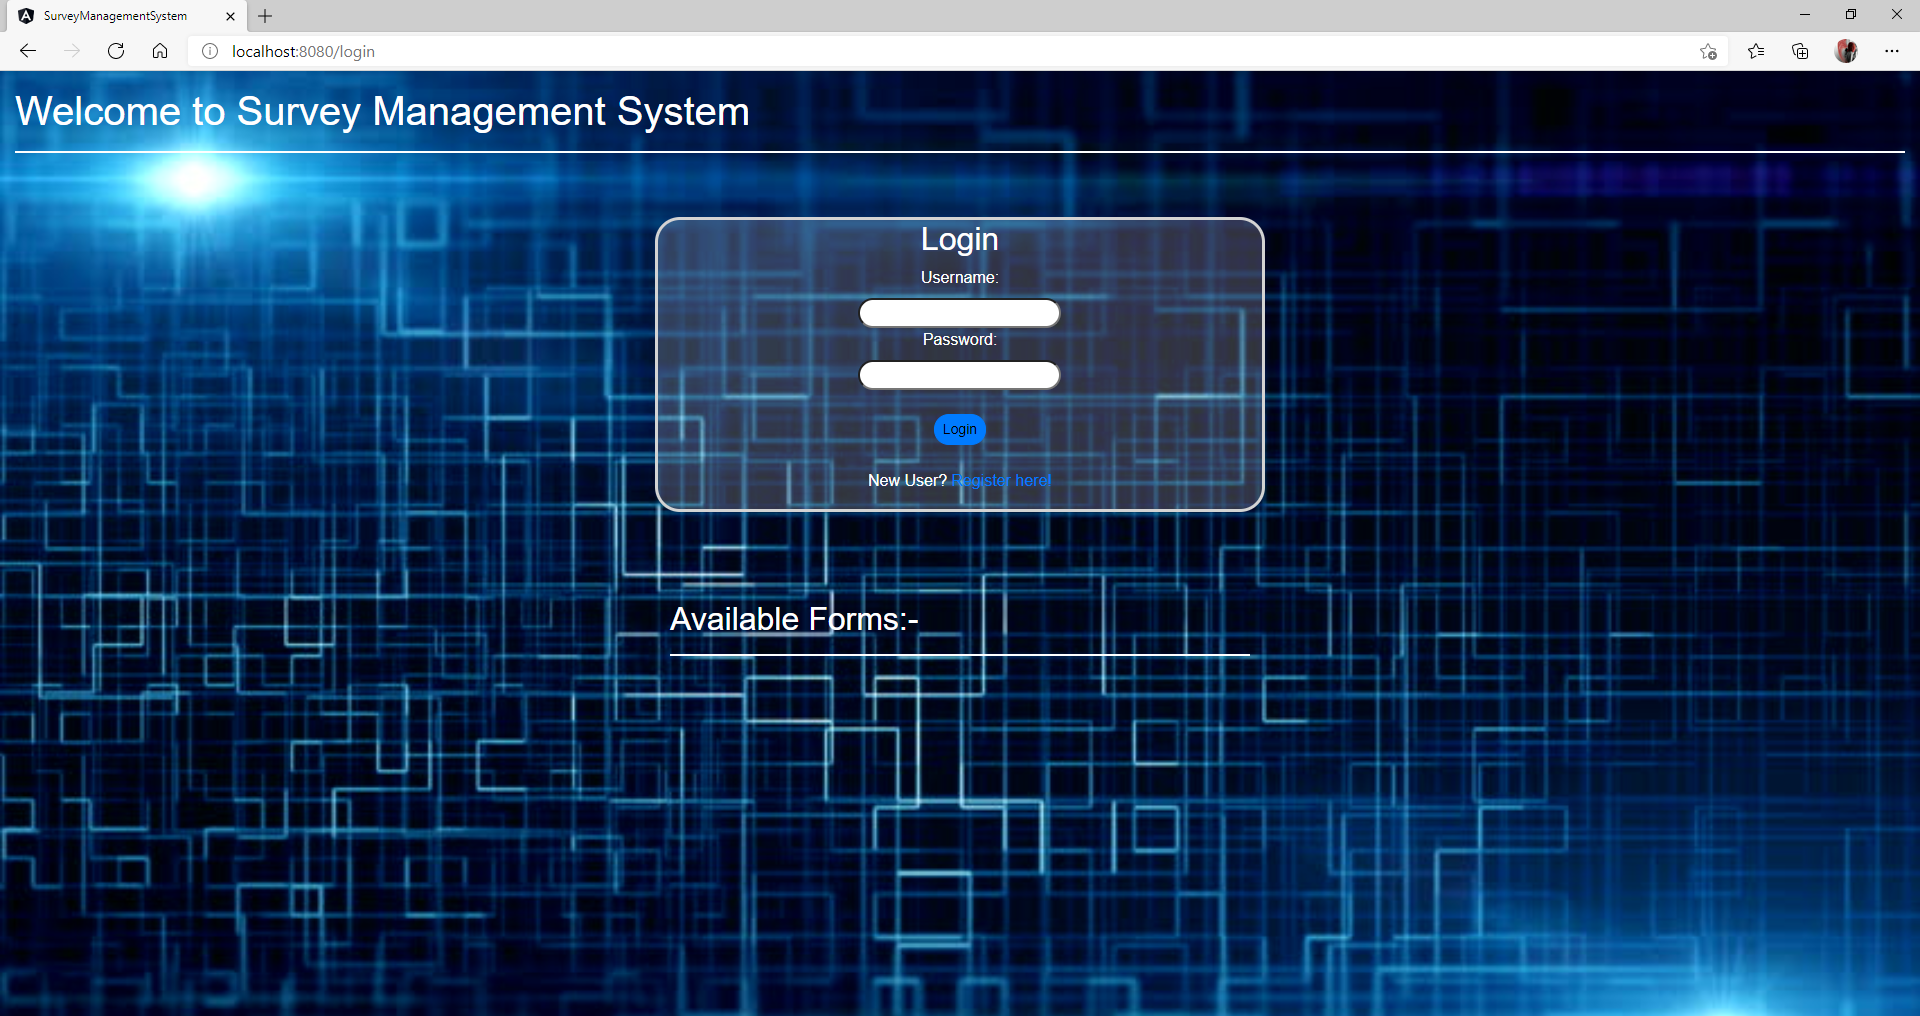 SurveyManagementSystem
localhost:8080/login
Welcome to Survey Management System
Login
Username:
Password:
Login
New User? Register here!
Available Forms:-